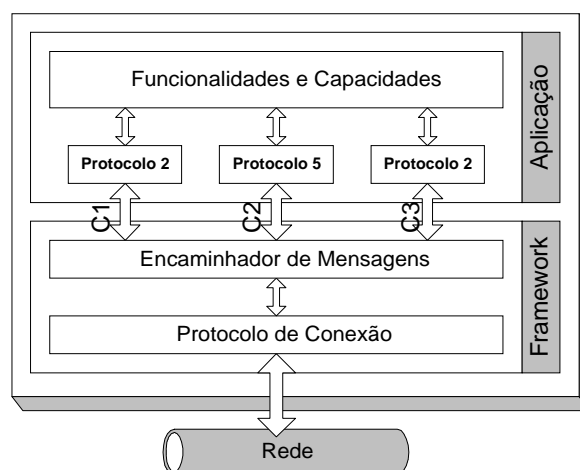 Funcionalidades e Capacidades
Aplicação
Protocolo 2
Protocolo 5
Protocolo 2
C1
C2
C3
Encaminhador de Mensagens
Framework
Protocolo de Conexão
Rede